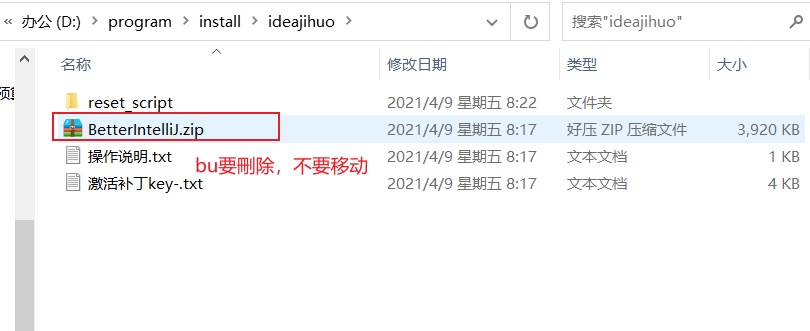 « 办公 (D:) › program › install › ideajihuo ›
搜索"ideajihuo"
名称 修改日期 类型 大小
reset_script 2021/4/9 星期五 8:22 文件夹
BetterIntelliJ.zip 2021/4/9 星期五 8:17 好压 ZIP 压缩文件 3,920 KB
操作说明.txt 2021/4/9 星期五 8:17 文本文档 1 KB
bu要刪除，不要移动
激活补丁key-.txt 2021/4/9 星期五 8:17 文本文档 4 KB